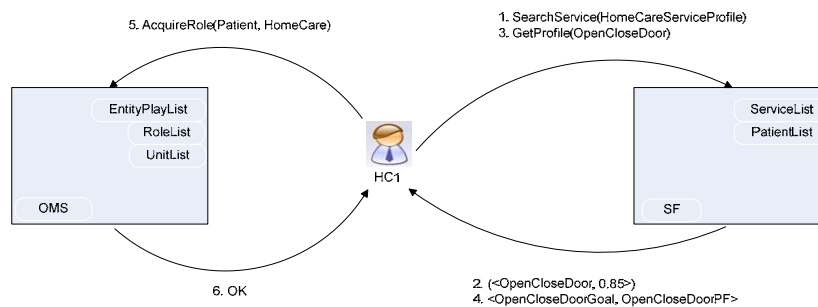 5. AcquireRole(Patient, HomeCare)
1. SearchService(HomeCareServiceProfile)
3. GetProfile(OpenCloseDoor)
EntityPlayList
RoleList
UnitList
OMS
HC1
ServiceList
PatientList
SF
6. OK
2. (<OpenCloseDoor, 0.85>)
4. <OpenCloseDoorGoal, OpenCloseDoorPF>